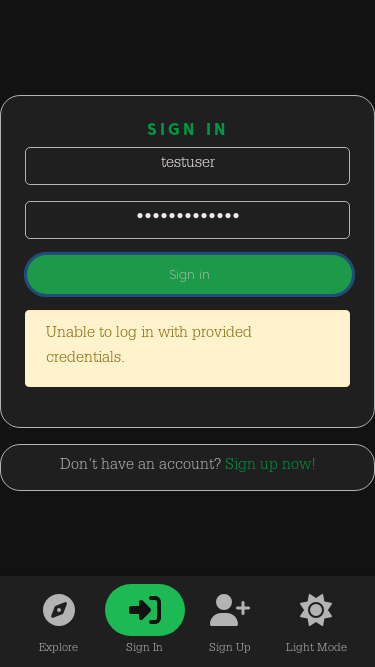 SIGN IN
testuser
•••••••••••••
Sign in
Unable to log in with provided
credentials.
Don't have an account? Sign up now!
Explore
Sign In
Sign Up
Light Mode